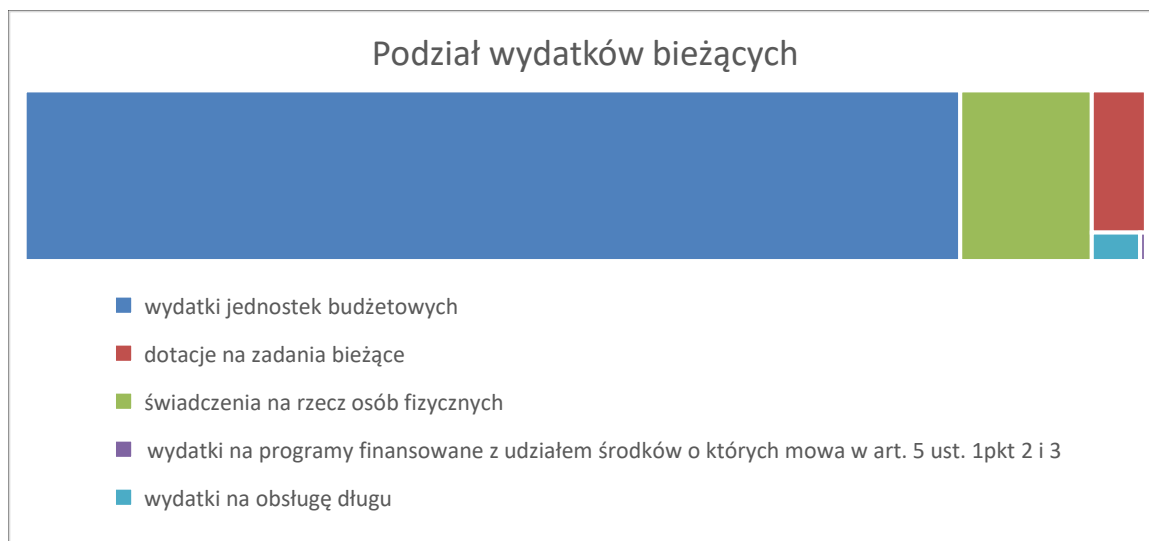 Podział wydatków bieżących
wydatki jednostek budżetowych
dotacje na zadania bieżące
świadczenia na rzecz osób fizycznych
wydatki na programy finansowane z udziałem środków o których mowa w art. 5 ust. 1pkt 2 i 3
wydatki na obsługę długu